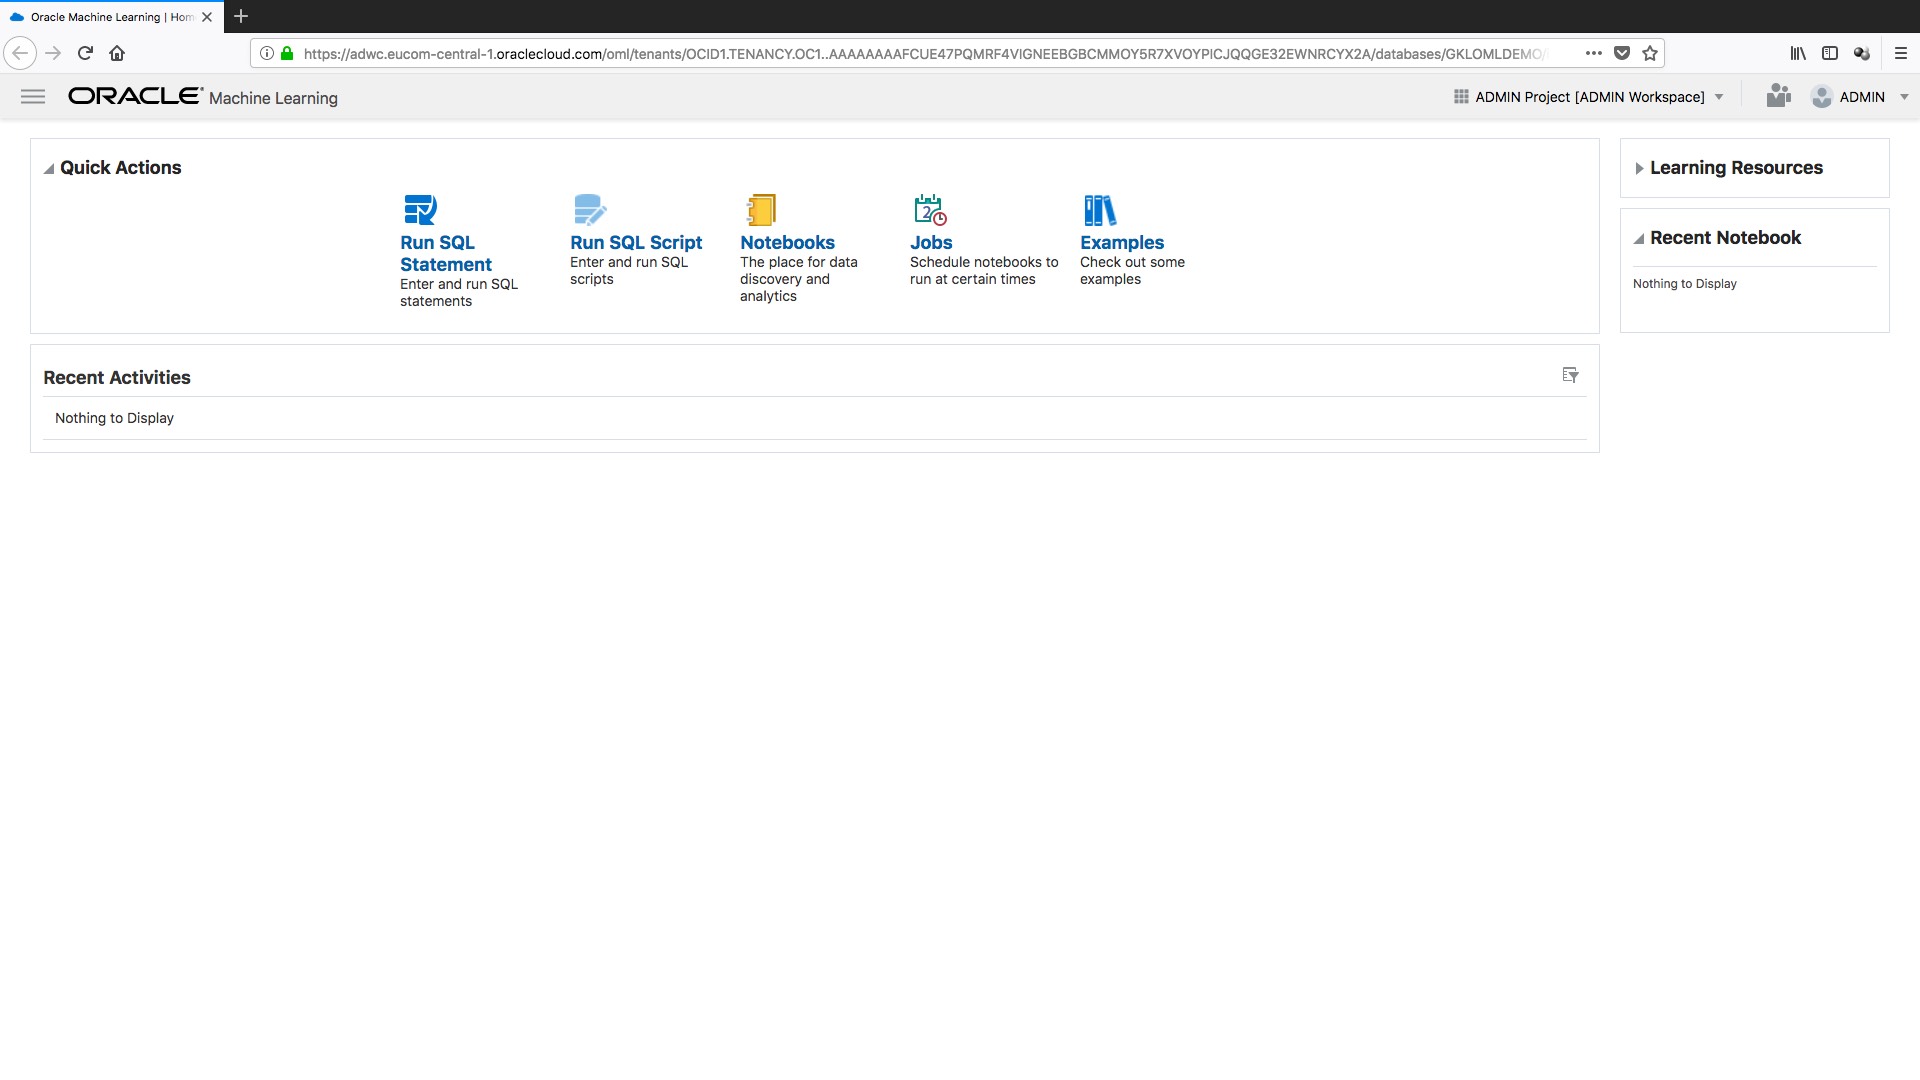 Oracle Machine Learning | Hom
https://adwc.eucom-central-1.oraclecloud.com/oml/tenants/OCID1.TENANCY.OC1..AAAAAAAAFCUE47PQMRF4VIGNEEBGBCMMOY5R7XVOYPICJQQGE32EWNRCYX2A/databases/GKLOMLDEMO/
ORACLE® Machine Learning
ADMIN Project [ADMIN Workspace]
ADMIN
Quick Actions
Run SQL
Statement
Enter and run SQL
statements
Run SQL Script
Enter and run SQL
scripts
Notebooks
The place for data
discovery and
analytics
2
Jobs
Schedule notebooks to
run at certain times
Examples
Check out some
examples
Learning Resources
Recent Notebook
Nothing to Display
Recent Activities
Nothing to Display